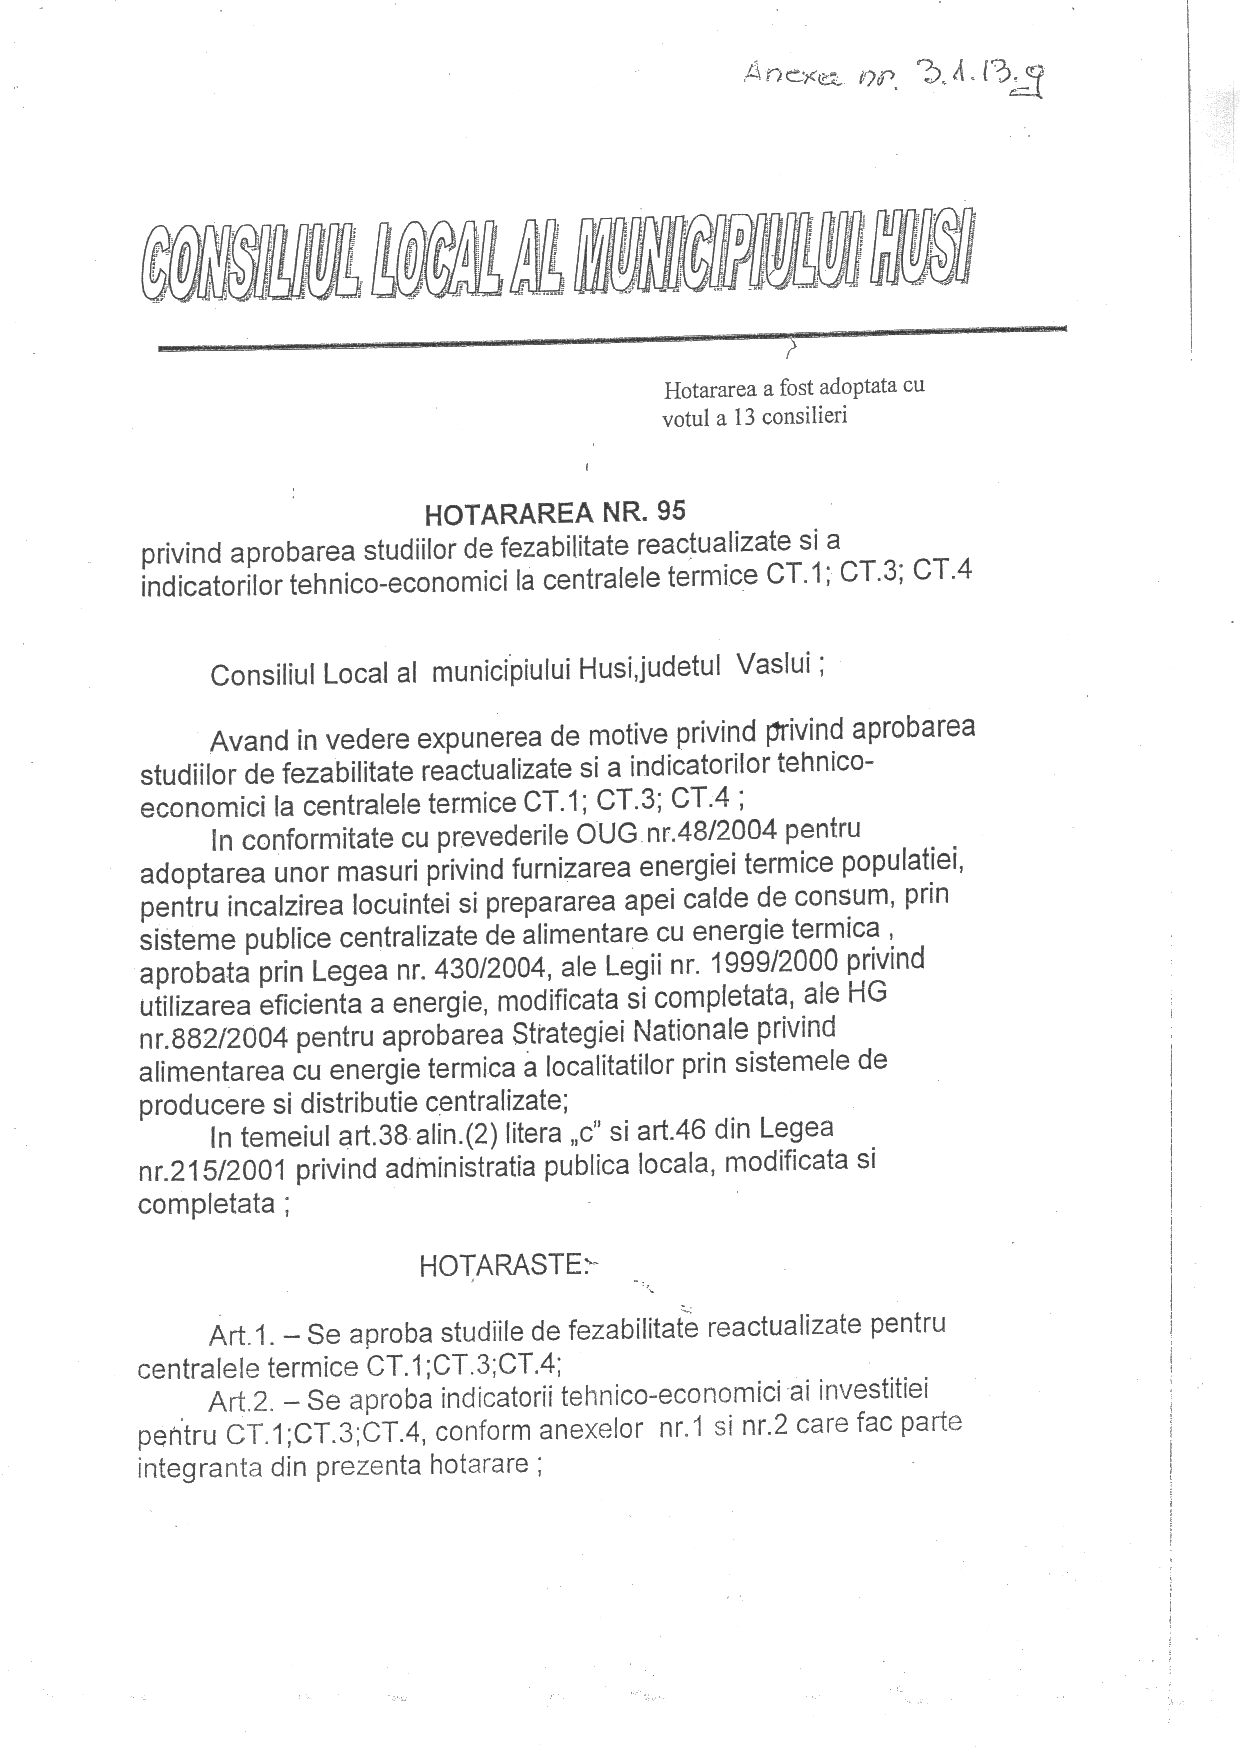 Anexa nr. 3.1.13.g
CONSILIUL LOCAL AL MUNICIPIULUI HUSI
Hotararea a fost adoptata cu
votul a 13 consilieri
HOTARAREA NR. 95
privind aprobarea studiilor de fezabilitate reactualizate si a
indicatorilor tehnico-economici la centralele termice CT.1; CT.3; CT.4
Consiliul Local al municipiului Husi,judetul Vaslui ;
Avand in vedere expunerea de motive privind privind aprobarea
studiilor de fezabilitate reactualizate si a indicatorilor tehnico-
economici la centralele termice CT.1; CT.3; CT.4 ;
In conformitate cu prevederile OUG nr.48/2004 pentru
adoptarea unor masuri privind furnizarea energiei termice populatiei,
pentru incalzirea locuintei si prepararea apei calde de consum, prin
sisteme publice centralizate de alimentare cu energie termica ,
aprobata prin Legea nr. 430/2004, ale Legii nr. 1999/2000 privind
utilizarea eficienta a energie, modificata si completata, ale HG
nr.882/2004 pentru aprobarea Strategiei Nationale privind
alimentarea cu energie termica a localitatilor prin sistemele de
producere si distributie centralizate;
In temeiul art.38 alin.(2) litera „c” si art.46 din Legea
nr.215/2001 privind administratia publica locala, modificata si
completata ;
HOTARASTE:
Art.1. – Se aproba studiile de fezabilitate reactualizate pentru
centralele termice CT.1;CT.3;CT.4;
Art.2. – Se aproba indicatorii tehnico-economici ai investitiei
pentru CT.1;CT.3;CT.4, conform anexelor nr.1 si nr.2 care fac parte
integranta din prezenta hotarare ;